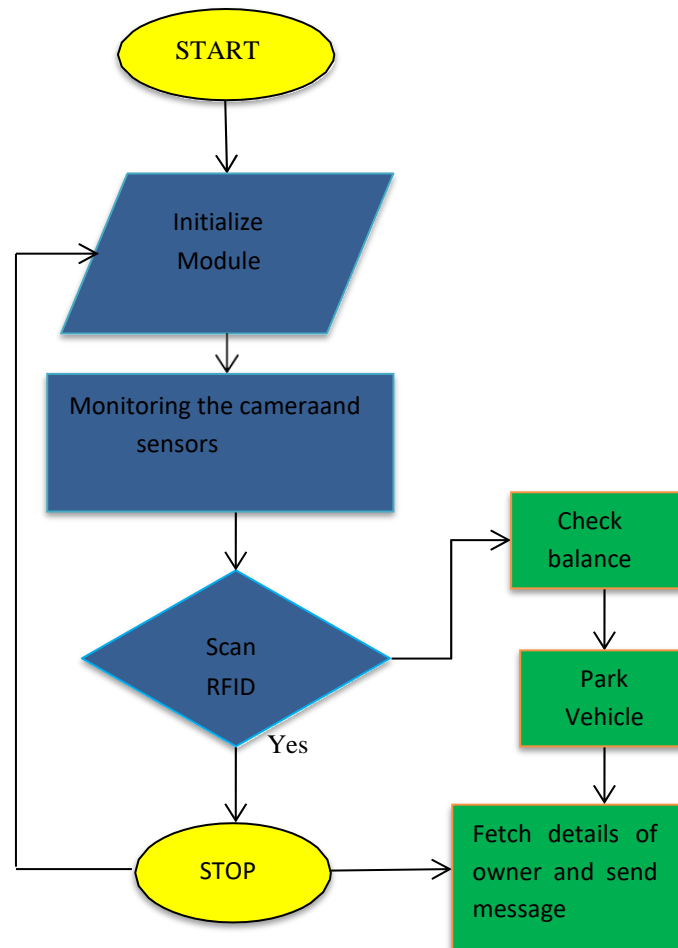 START
Initialize
Module
Monitoring the cameraand
sensors
Check
balance
Scan
RFID
Park
Vehicle
Yes
STOP
Fetch details of
owner and send
message